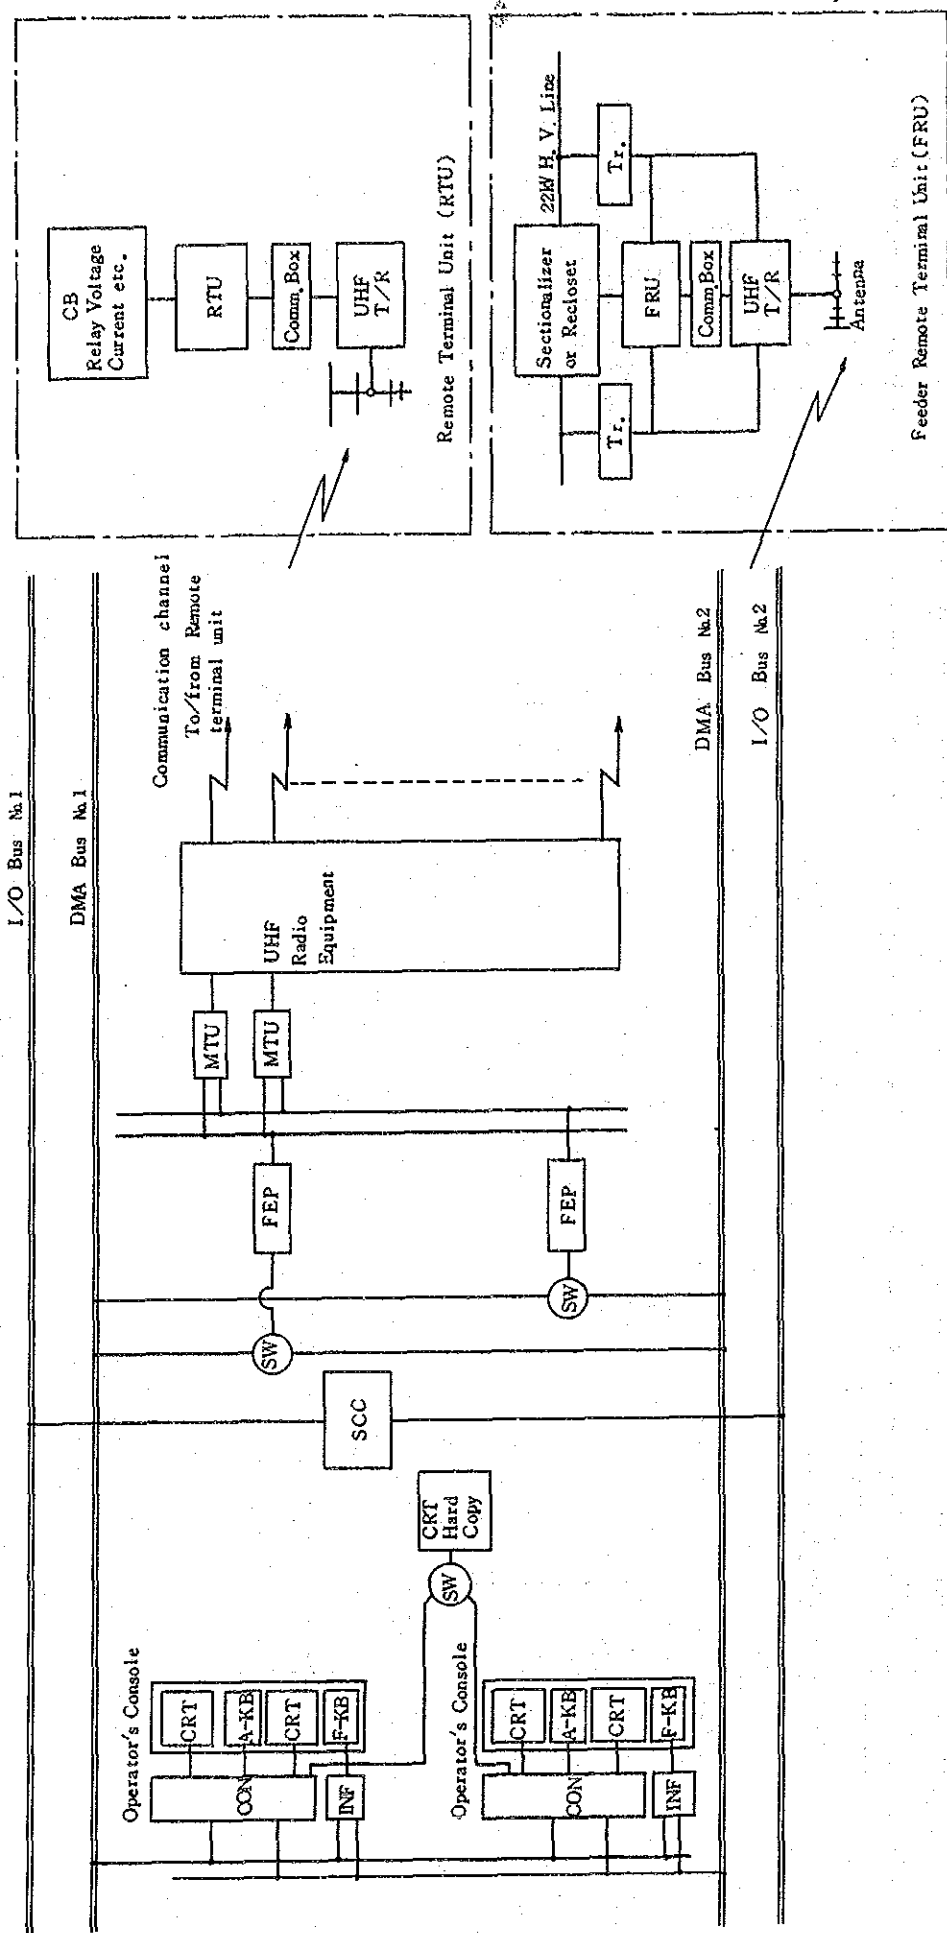 I/O Bus No.1
DMA Bus No.1
Operator's Console
CRT
A-KB
CRT
F-KB
CON
INF
Operator's Console
CRT
A-KB
CRT
F-KB
CON
INF
SW
CRT
Hard
Copy
SCC
SW
SW
FEP
FEP
MTU
MTU
UHF
Radio
Equipment
Communication channel
To/from Remote
terminal unit
DMA Bus No.2
I/O Bus No.2
CB
Relay Voltage
Current etc.
RTU
Comm. Box
UHF
T/R
Remote Terminal Unit (RTU)
22KV H. V. Line
Sectionalizer
or Recloset
Tr.
Tr.
FRU
Comm Box
UHF
T/R
Antenna
Feeder Remote Terminal Unit (FRU)